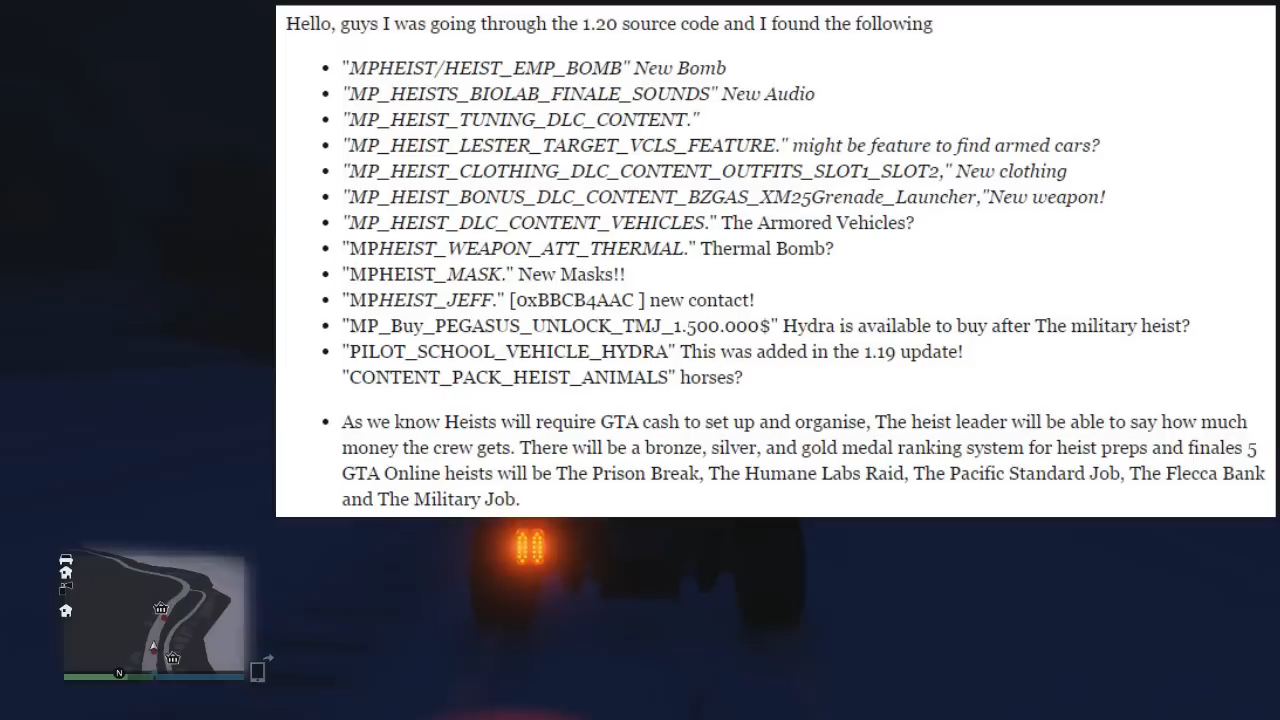 Hello, guys I was going through the 1.20 source code and I found the following
• "MPHEIST/HEIST_EMP_BOMB" New Bomb
• "MP_HEISTS_BIOLAB_FINALE_SOUNDS" New Audio
• "MP_HEIST_TUNING_DLC_CONTENT."
• "MP_HEIST_LESTER_TARGET_VCLS_FEATURE." might be feature to find armed cars?
• "MP_HEIST_CLOTHING_DLC_CONTENT_OUTFITS_SLOT1_SLOT2," New clothing
• "MP_HEIST_BONUS_DLC_CONTENT_BZGAS_XM25Grenade_Launcher,"New weapon!
• "MP_HEIST_DLC_CONTENT_VEHICLES." The Armored Vehicles?
• "MPHEIST_WEAPON_ATT_THERMAL." Thermal Bomb?
• "MPHEIST_MASK." New Masks!!
• "MPHEIST_JEFF." [0xBBCB4AAC ] new contact!
• "MP_Buy_PEGASUS_UNLOCK_TMJ_1.500.000$" Hydra is available to buy after The military heist?
• "PILOT_SCHOOL_VEHICLE_HYDRA" This was added in the 1.19 update!
"CONTENT_PACK_HEIST_ANIMALS" horses?
• As we know Heists will require GTA cash to set up and organise, The heist leader will be able to say how much
money the crew gets. There will be a bronze, silver, and gold medal ranking system for heist preps and finales 5
GTA Online heists will be The Prison Break, The Humane Labs Raid, The Pacific Standard Job, The Flecca Bank
and The Military Job.
N